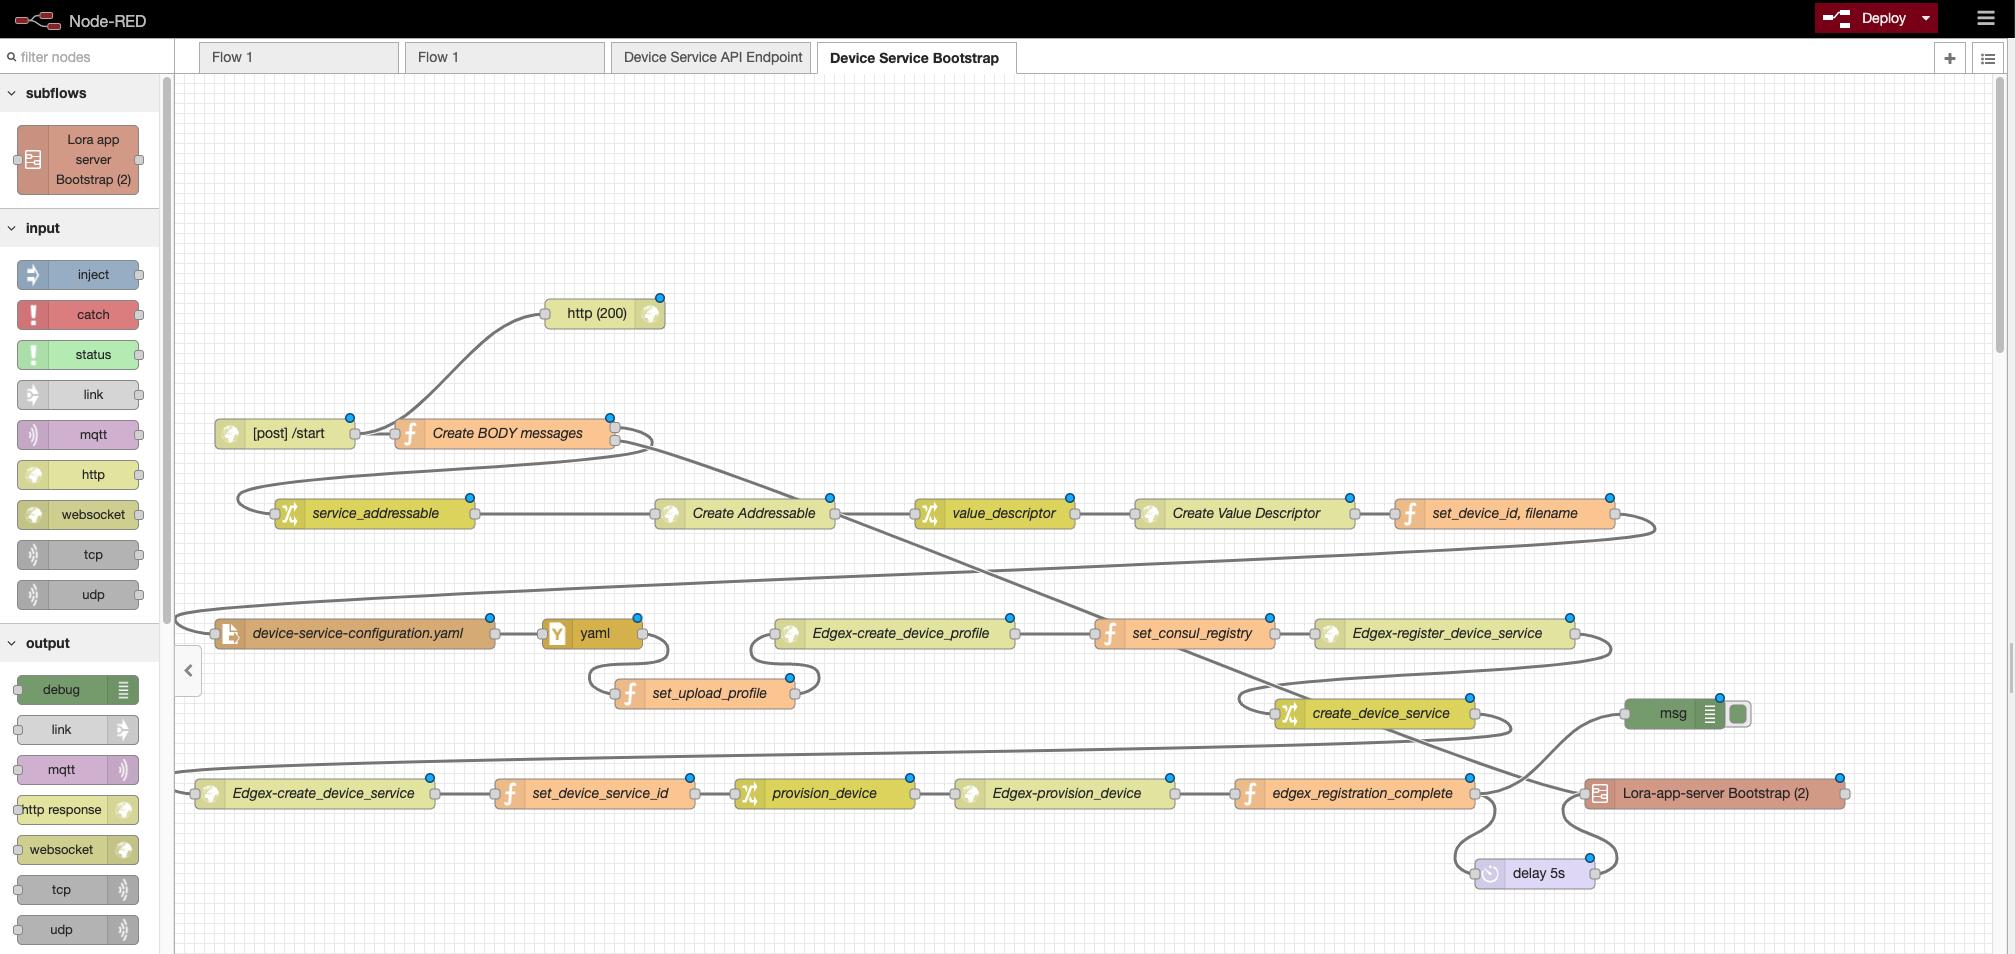 Node-RED
Deploy
filter nodes
Flow 1
Flow 1
Device Service API Endpoint
Device Service Bootstrap
subflows
Lora app
server
Bootstrap (2)
input
inject
catch
status
link
mqtt
http
websocket
tcp
udp
output
debug
link
mqtt
http response
websocket
tcp
udp
http (200)
[post] /start
Create BODY messages
service_addressable
Create Addressable
value_descriptor
Create Value Descriptor
set_device_id, filename
device-service-configuration.yaml
Y
yaml
set_upload_profile
Edgex-create_device_profile
set_consul_registry
Edgex-register_device_service
create_device_service
msg
Edgex-create_device_service
set_device_service_id
provision_device
Edgex-provision_device
edgex_registration_complete
Lora-app-server Bootstrap (2)
delay 5s